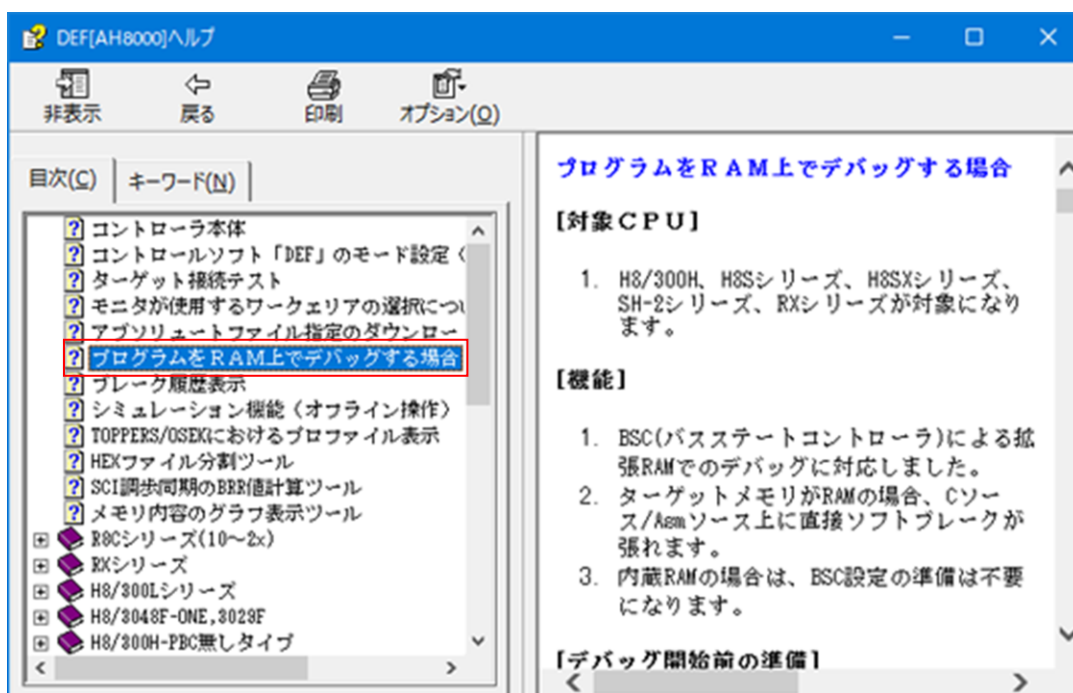 DEF[AH8000]ヘルプ
非表示 戻る 印刷 オプション(O)
目次(C) キーワード(N)
コントローラ本体
コントロールソフト「DEF」のモード設定
ターゲット接続テスト
モニタが使用するワークェリアの選択につい
アブソリュートファイル指定のダウンロー
プログラムをRAM上でデバッグする場合
ブレーク履歴表示
シミュレーション機能(オフライン操作)
TOPPERS/OSEKにおけるプロファイル表示
HEXファイル分割ツール
SCI調歩同期のBRR値計算ツール
メモリ内容のグラフ表示ツール
R8Cシリーズ(10~2x)
RXシリーズ
H8/300Lシリーズ
H8/3048F-ONE,3029F
H8/300H-PBC無しタイプ
プログラムをRAM上でデバッグする場合
[対象CPU]
1. H8/300H、H8Sシリーズ、H8SXシリーズ、
SH-2シリーズ、RXシリーズが対象になり
ます。
[機能]
1. BSC(バスステートコントローラ)による拡
張RAMでのデバッグに対応しました。
2. ターゲットメモリがRAMの場合、Cソー
ス/Asmソース上に直接ソフトブレークが
張れます。
3. 内蔵RAMの場合は、BSC設定の準備は不要
になります。
[デバッグ開始前の準備]